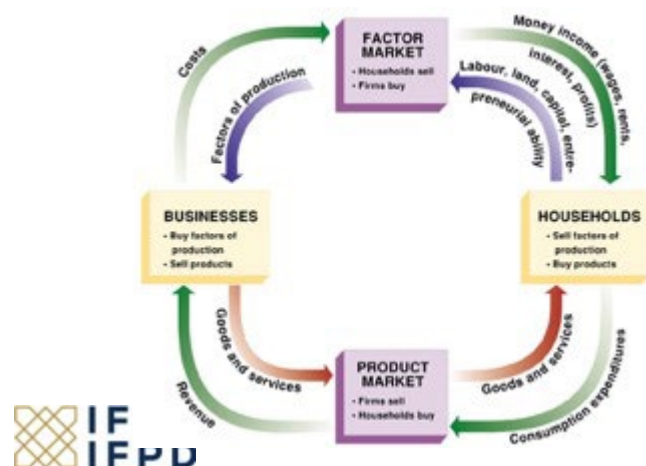 Costs
FACTOR
MARKET
• Households sell
• Firms buy
Money income (wages, rents,
interest, profits)
Labour, land, capital, entre-
preneurial ability
Factors of production
BUSINESSES
• Buy factors of
production
• Sell products
HOUSEHOLDS
• Sell factors of
production
• Buy products
Goods and services
Revenue
PRODUCT
MARKET
• Firms sell
• Households buy
Goods and services
Consumption expenditures
IF
IFPD